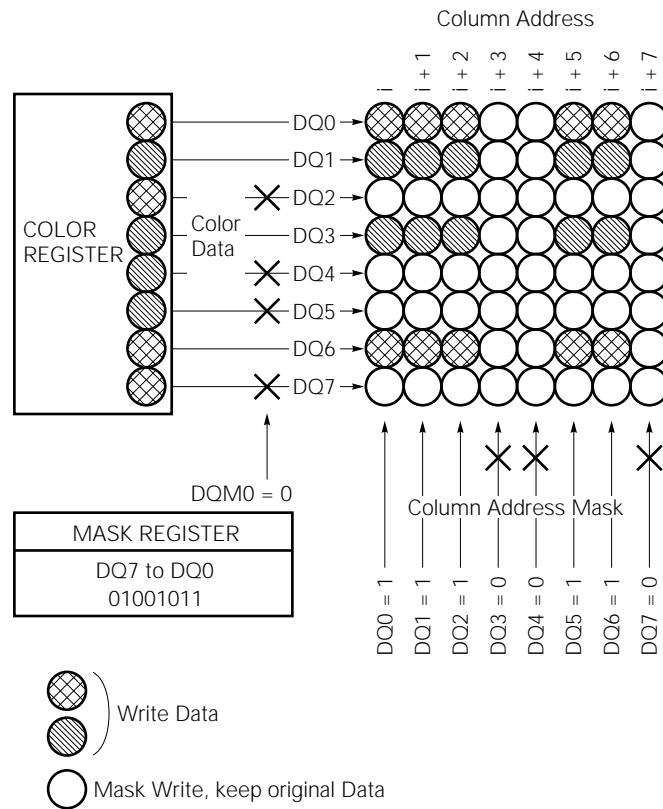 Column Address
i
i + 1
i + 2
i + 3
i + 4
i + 5
i + 6
i + 7
COLOR
REGISTER
Color
Data
DQ0
DQ1
DQ2
DQ3
DQ4
DQ5
DQ6
DQ7
DQM0 = 0
Column Address Mask
MASK REGISTER
DQ7 to DQ0
01001011
DQ0 = 1
DQ1 = 1
DQ2 = 1
DQ3 = 0
DQ4 = 0
DQ5 = 1
DQ6 = 1
DQ7 = 0
Write Data
Mask Write, keep original Data